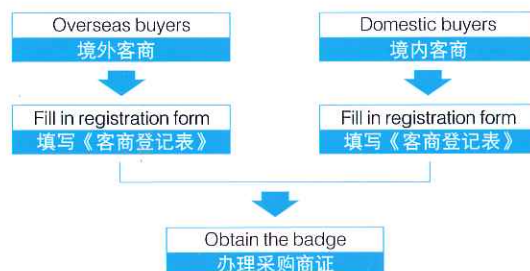 Overseas buyers
境外客商
Domestic buyers
境内客商
Fill in registration form
填写《客商登记表》
Fill in registration form
填写《客商登记表》
Obtain the badge
办理采购商证